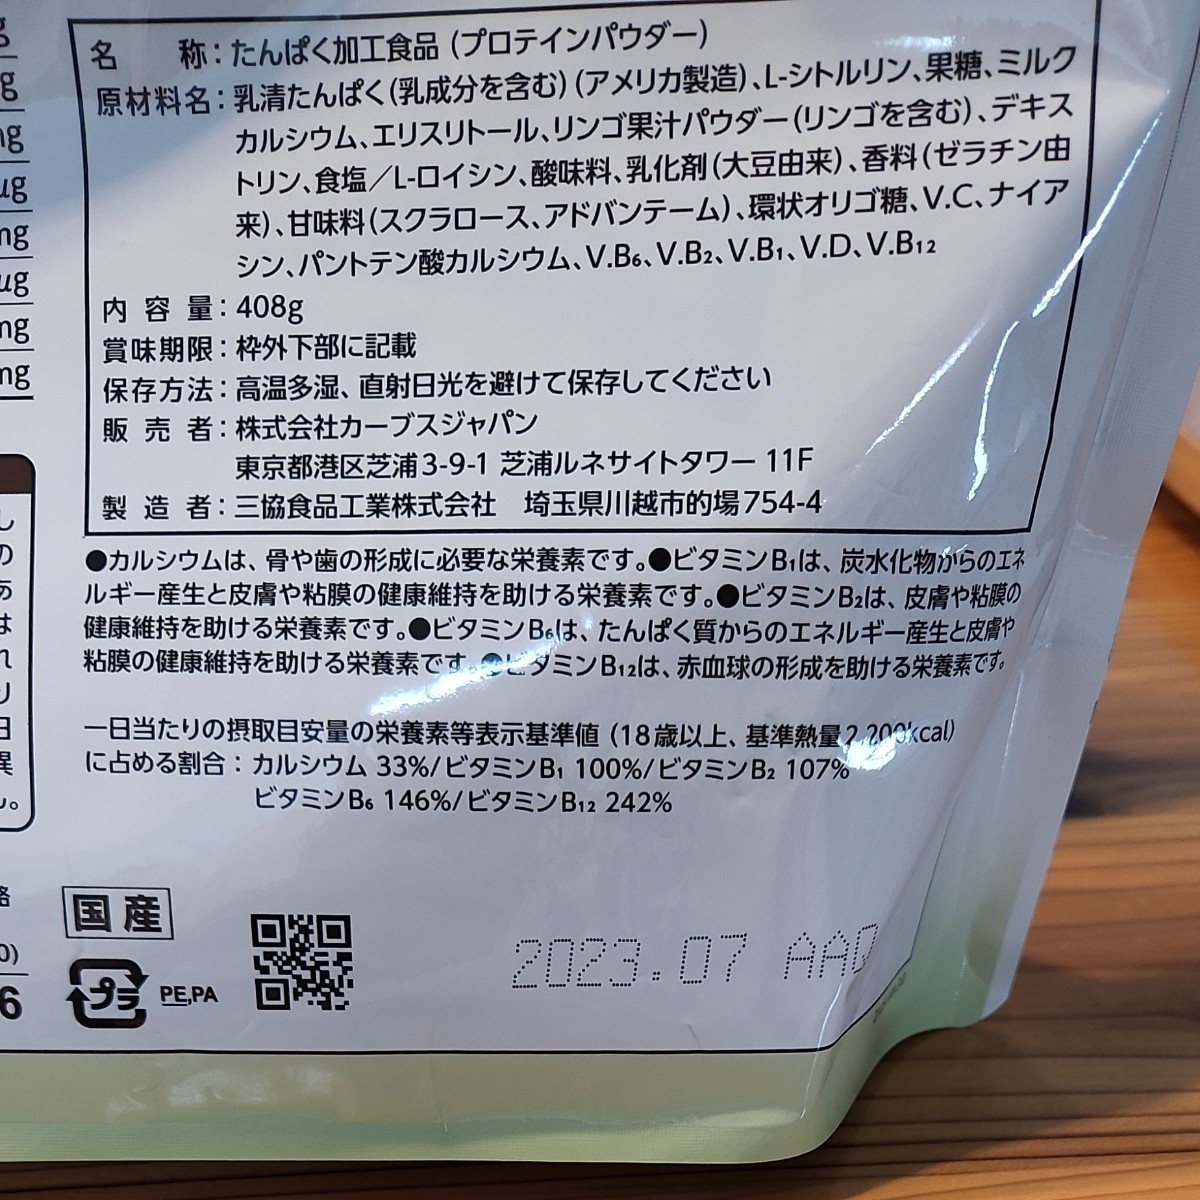 名 称：たんぱく加工食品（プロテインパウダー）
原材料名：乳清たんぱく（乳成分を含む）（アメリカ製造）、L-シトルリン、果糖、ミルク
カルシウム、エリスリトール、リンゴ果汁パウダー（リンゴを含む）、デキス
トリン、食塩／L-ロイシン、酸味料、乳化剤（大豆由来）、香料（ゼラチン由
来）、甘味料（スクラロース、アドバンテーム）、環状オリゴ糖、V.C、ナイア
シン、パントテン酸カルシウム、V.B₆、V.B₂、V.B₁、V.D、V.B₁₂
内容量：408g
賞味期限：枠外下部に記載
保存方法：高温多湿、直射日光を避けて保存してください
販売者：株式会社カーブスジャパン
東京都港区芝浦3-9-1 芝浦ルネサイトタワー 11F
製造者：三協食品工業株式会社 埼玉県川越市的場754-4
●カルシウムは、骨や歯の形成に必要な栄養素です。●ビタミンB₁は、炭水化物からのエネ
ルギー産生と皮膚や粘膜の健康維持を助ける栄養素です。●ビタミンB₂は、皮膚や粘膜の
健康維持を助ける栄養素です。●ビタミンB₆は、たんぱく質からのエネルギー産生と皮膚や
粘膜の健康維持を助ける栄養素です。●ビタミンB₁₂は、赤血球の形成を助ける栄養素です。
一日当たりの摂取目安量の栄養素等表示基準値（18歳以上、基準熱量2,200kcal）
に占める割合：カルシウム 33%/ビタミンB₁ 100%/ビタミンB₂ 107%
ビタミンB₆ 146%/ビタミンB₁₂ 242%
国産
プラ PE,PA
2023.07 AA